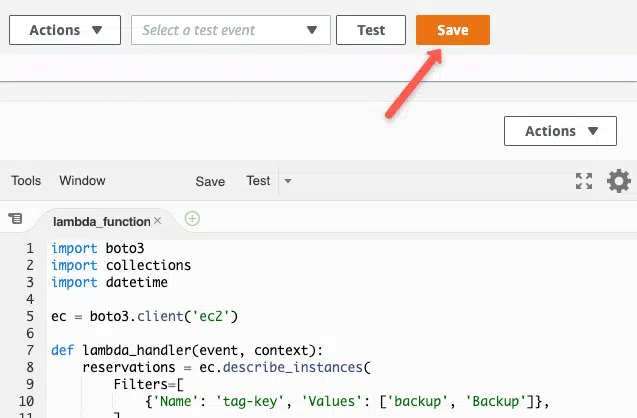 Actions ▼ Select a test event ▼ Test Save
Actions ▼
Tools Window Save Test
lambda_function ×
1 import boto3
2 import collections
3 import datetime
4
5 ec = boto3.client('ec2')
6
7 def lambda_handler(event, context):
8     reservations = ec.describe_instances(
9         Filters=[
10             {'Name': 'tag-key', 'Values': ['backup', 'Backup']},